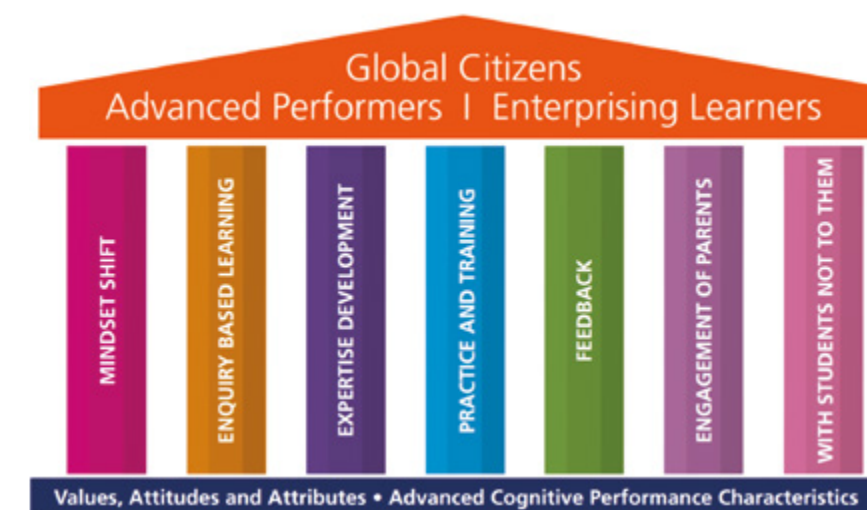 Global Citizens
Advanced Performers | Enterprising Learners
MINDSET SHIFT
ENQUIRY BASED LEARNING
EXPERTISE DEVELOPMENT
PRACTICE AND TRAINING
FEEDBACK
ENGAGEMENT OF PARENTS
WITH STUDENTS NOT TO THEM
Values, Attitudes and Attributes • Advanced Cognitive Performance Characteristics